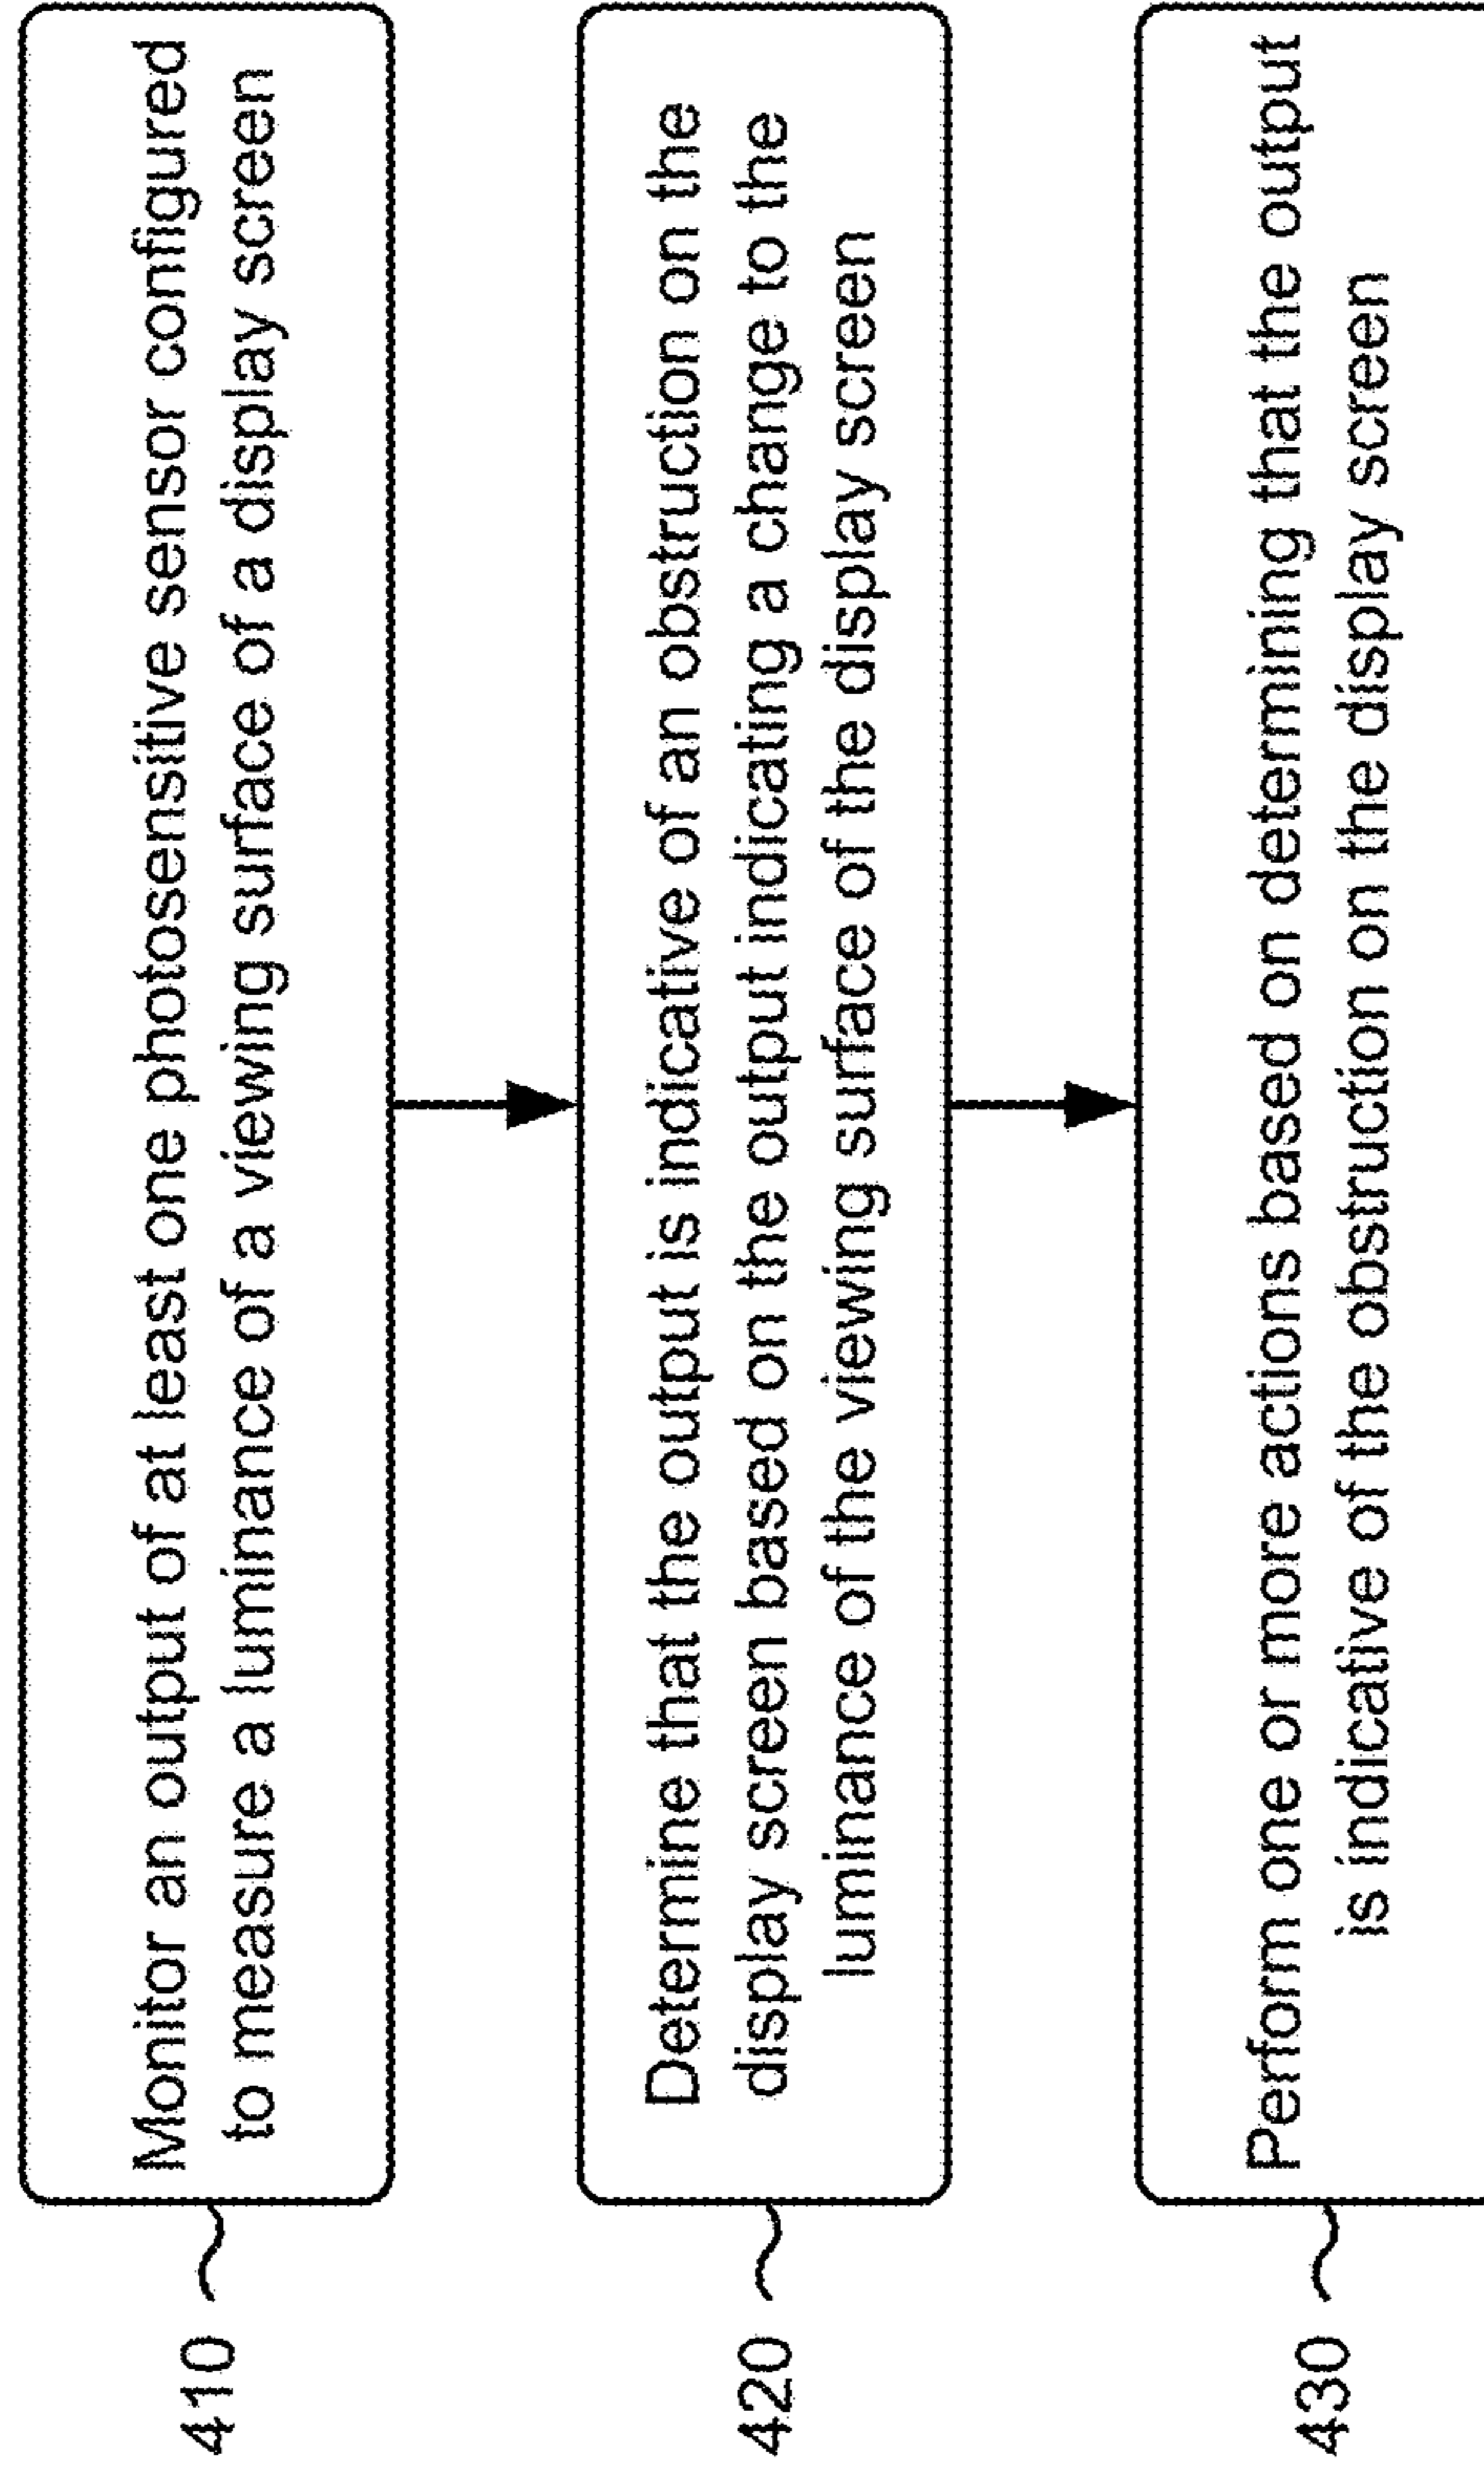 410
Monitor an output of at least one photosensitive sensor configured
to measure a luminance of a viewing surface of a display screen
420
Determine that the output is indicative of an obstruction on the
display screen based on the output indicating a change to the
luminance of the viewing surface of the display screen
430
Perform one or more actions based on determining that the output
is indicative of the obstruction on the display screen